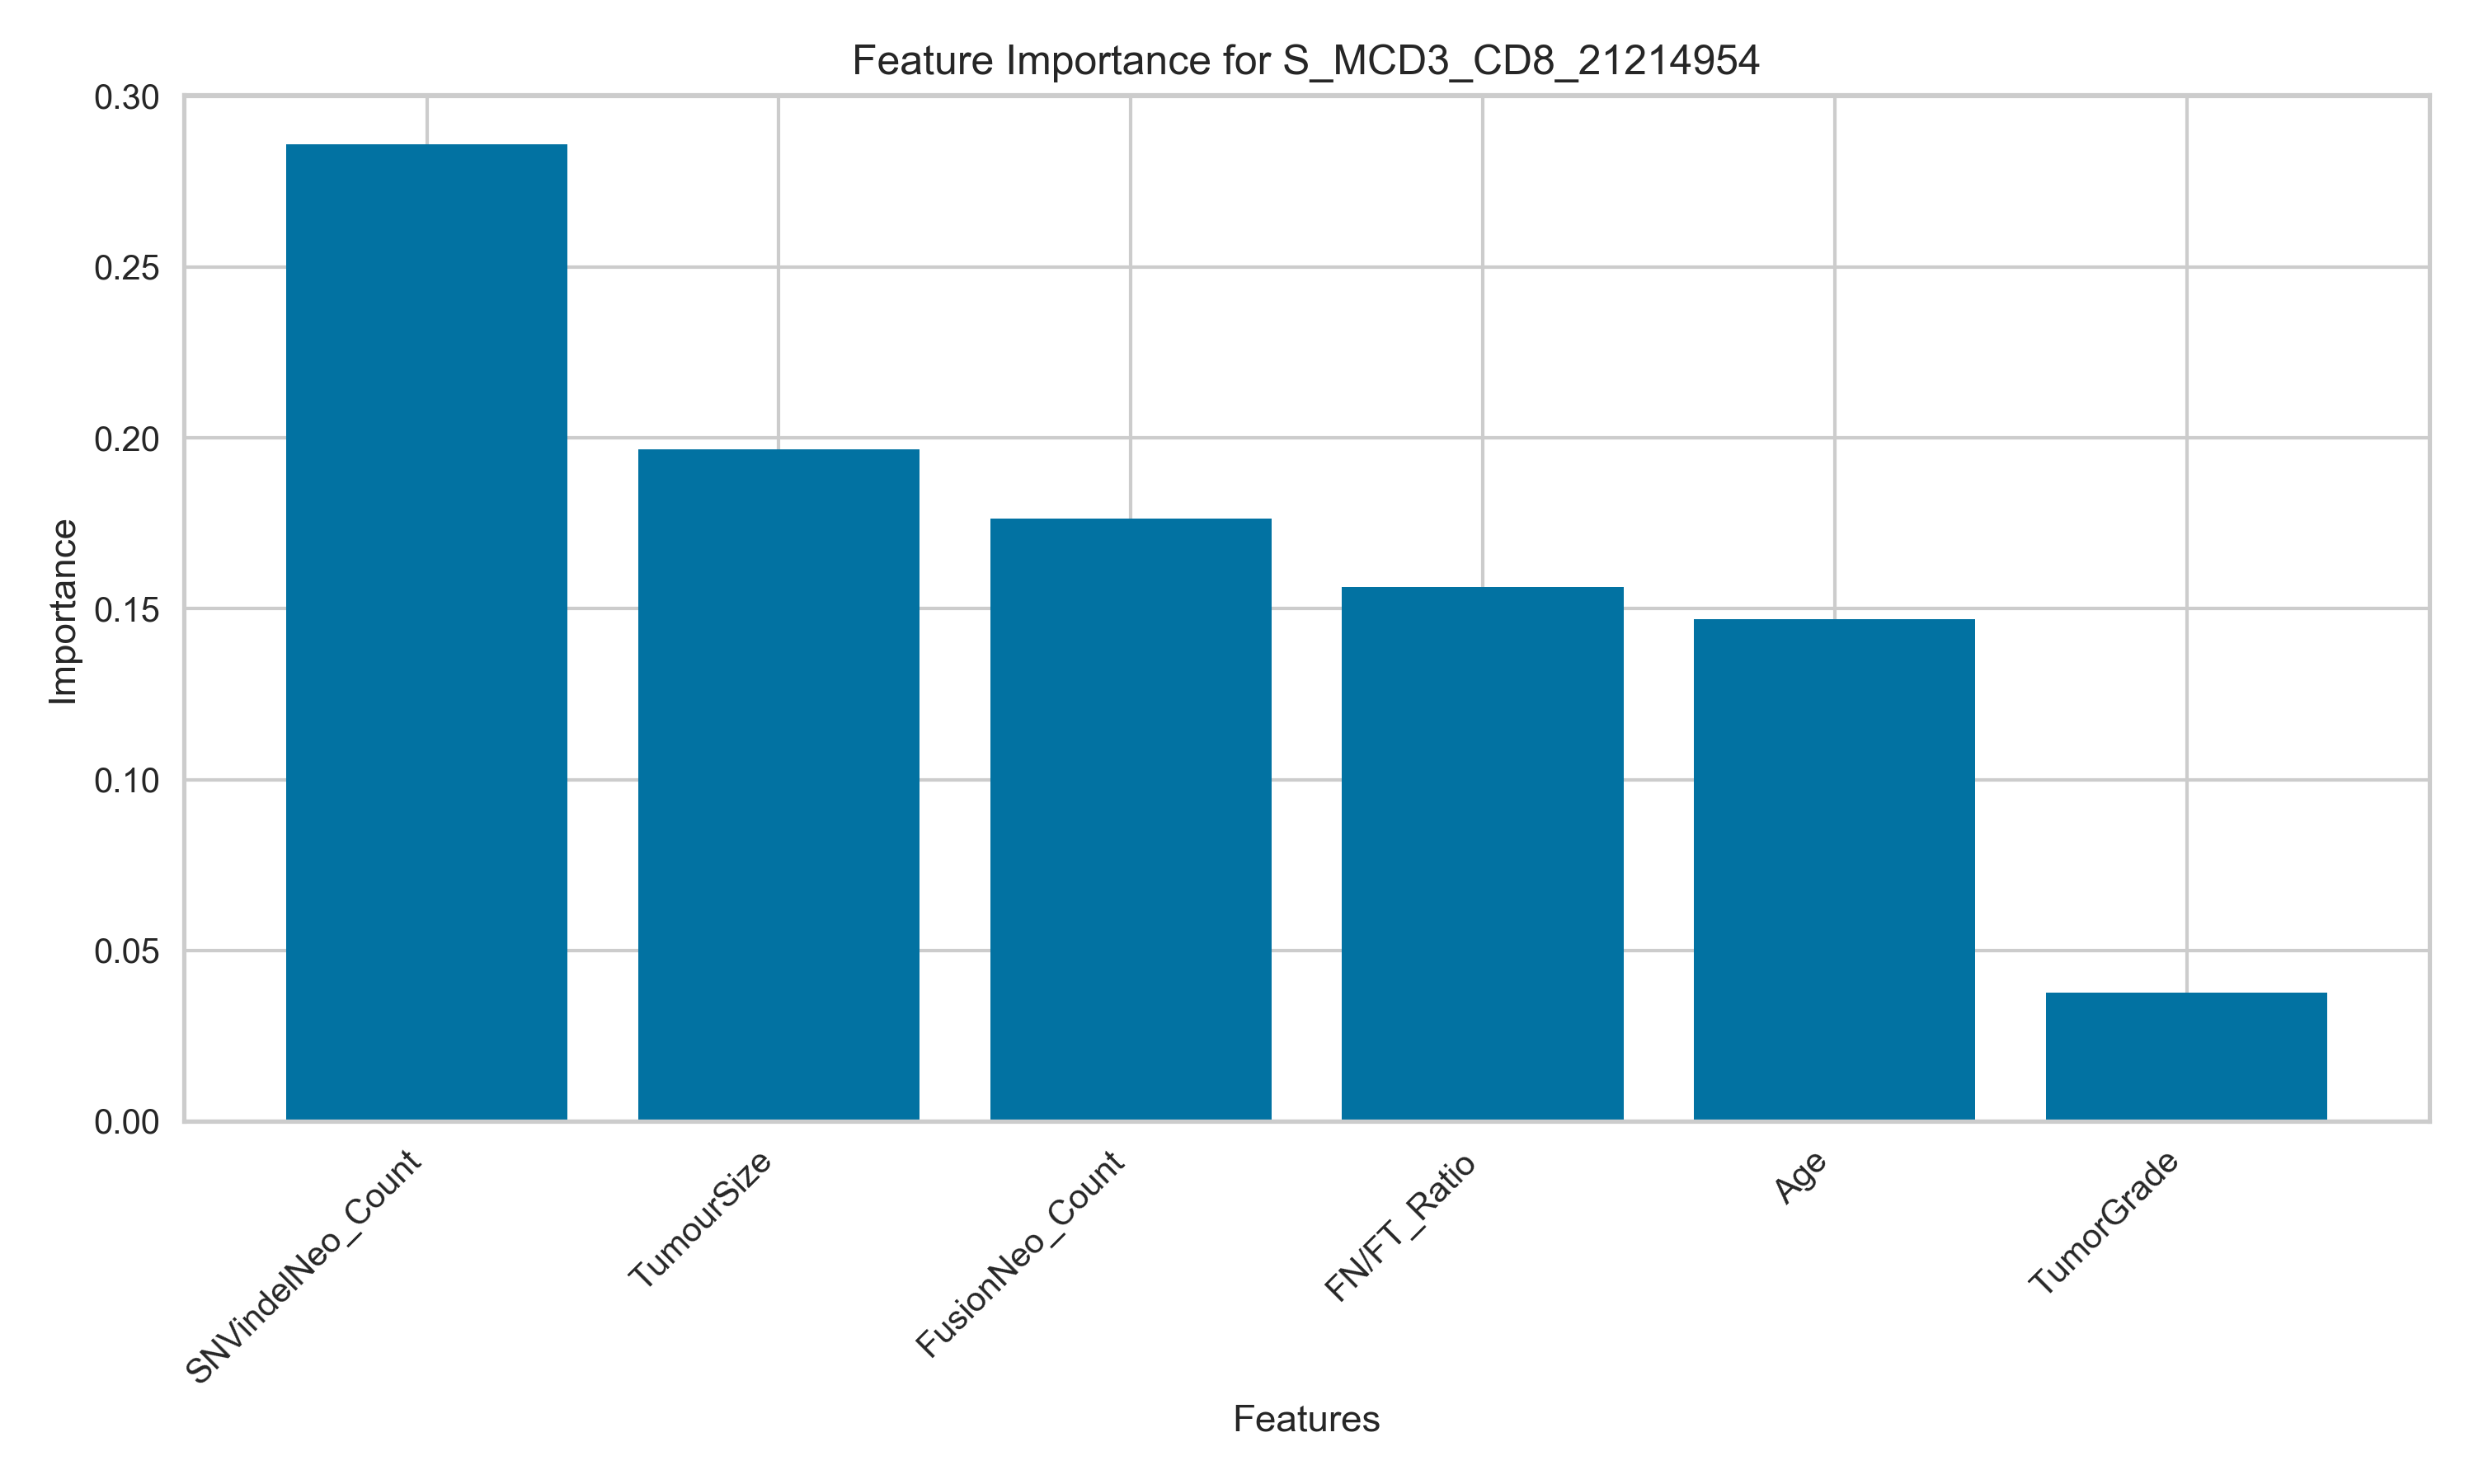 Feature Importance for S_MCD3_CD8_21214954
0.30
0.25
0.20
0.15
0.10
0.05
0.00
Importance
SNVindelNeo_Count
TumourSize
FusionNeo_Count
FN/FT_Ratio
Age
TumorGrade
Features